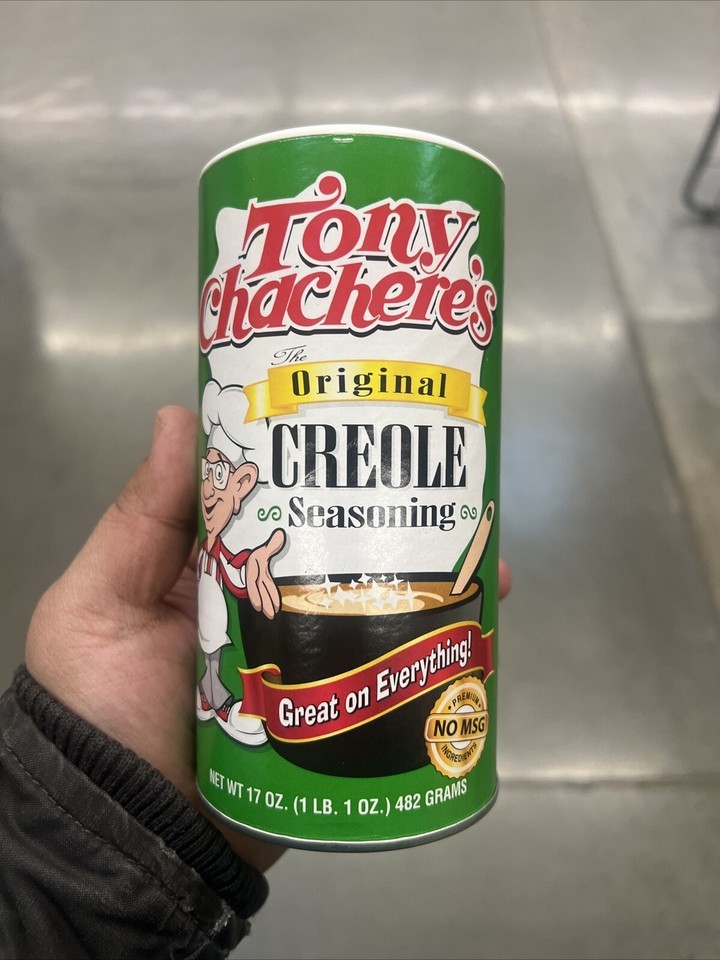 Tony
Chachere's
The
Original
CREOLE
Seasoning
Great on Everything!
PREMIUM
NO MSG
INGREDIENTS
NET WT 17 OZ. (1 LB. 1 OZ.) 482 GRAMS